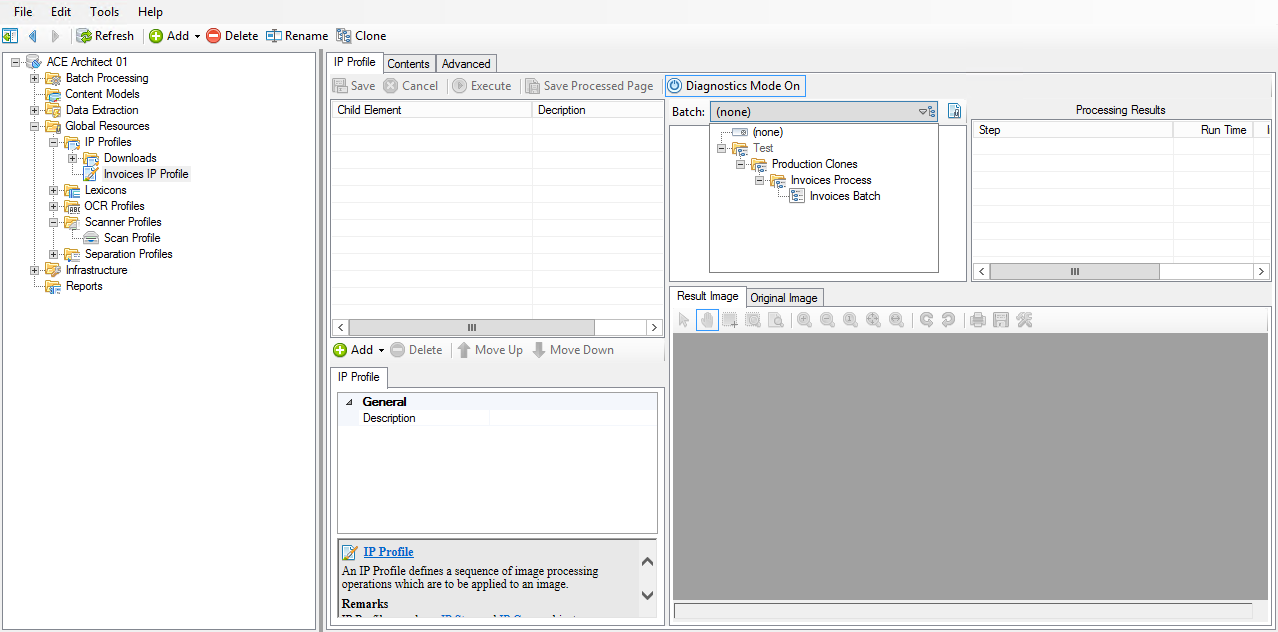 File Edit Tools Help
Refresh Add Delete Rename Clone
ACE Architect 01
Batch Processing
Content Models
Data Extraction
Global Resources
IP Profiles
Downloads
Invoices IP Profile
Lexicons
OCR Profiles
Scanner Profiles
Scan Profile
Separation Profiles
Infrastructure
Reports
IP Profile Contents Advanced
Save Cancel Execute Save Processed Page Diagnostics Mode On
Child Element Decription
Batch: (none)
(none)
Test
Production Clones
Invoices Process
Invoices Batch
Processing Results
Step Run Time
Add Delete Move Up Move Down
IP Profile
General
Description
IP Profile
An IP Profile defines a sequence of image processing
operations which are to be applied to an image.
Remarks
Result Image Original Image